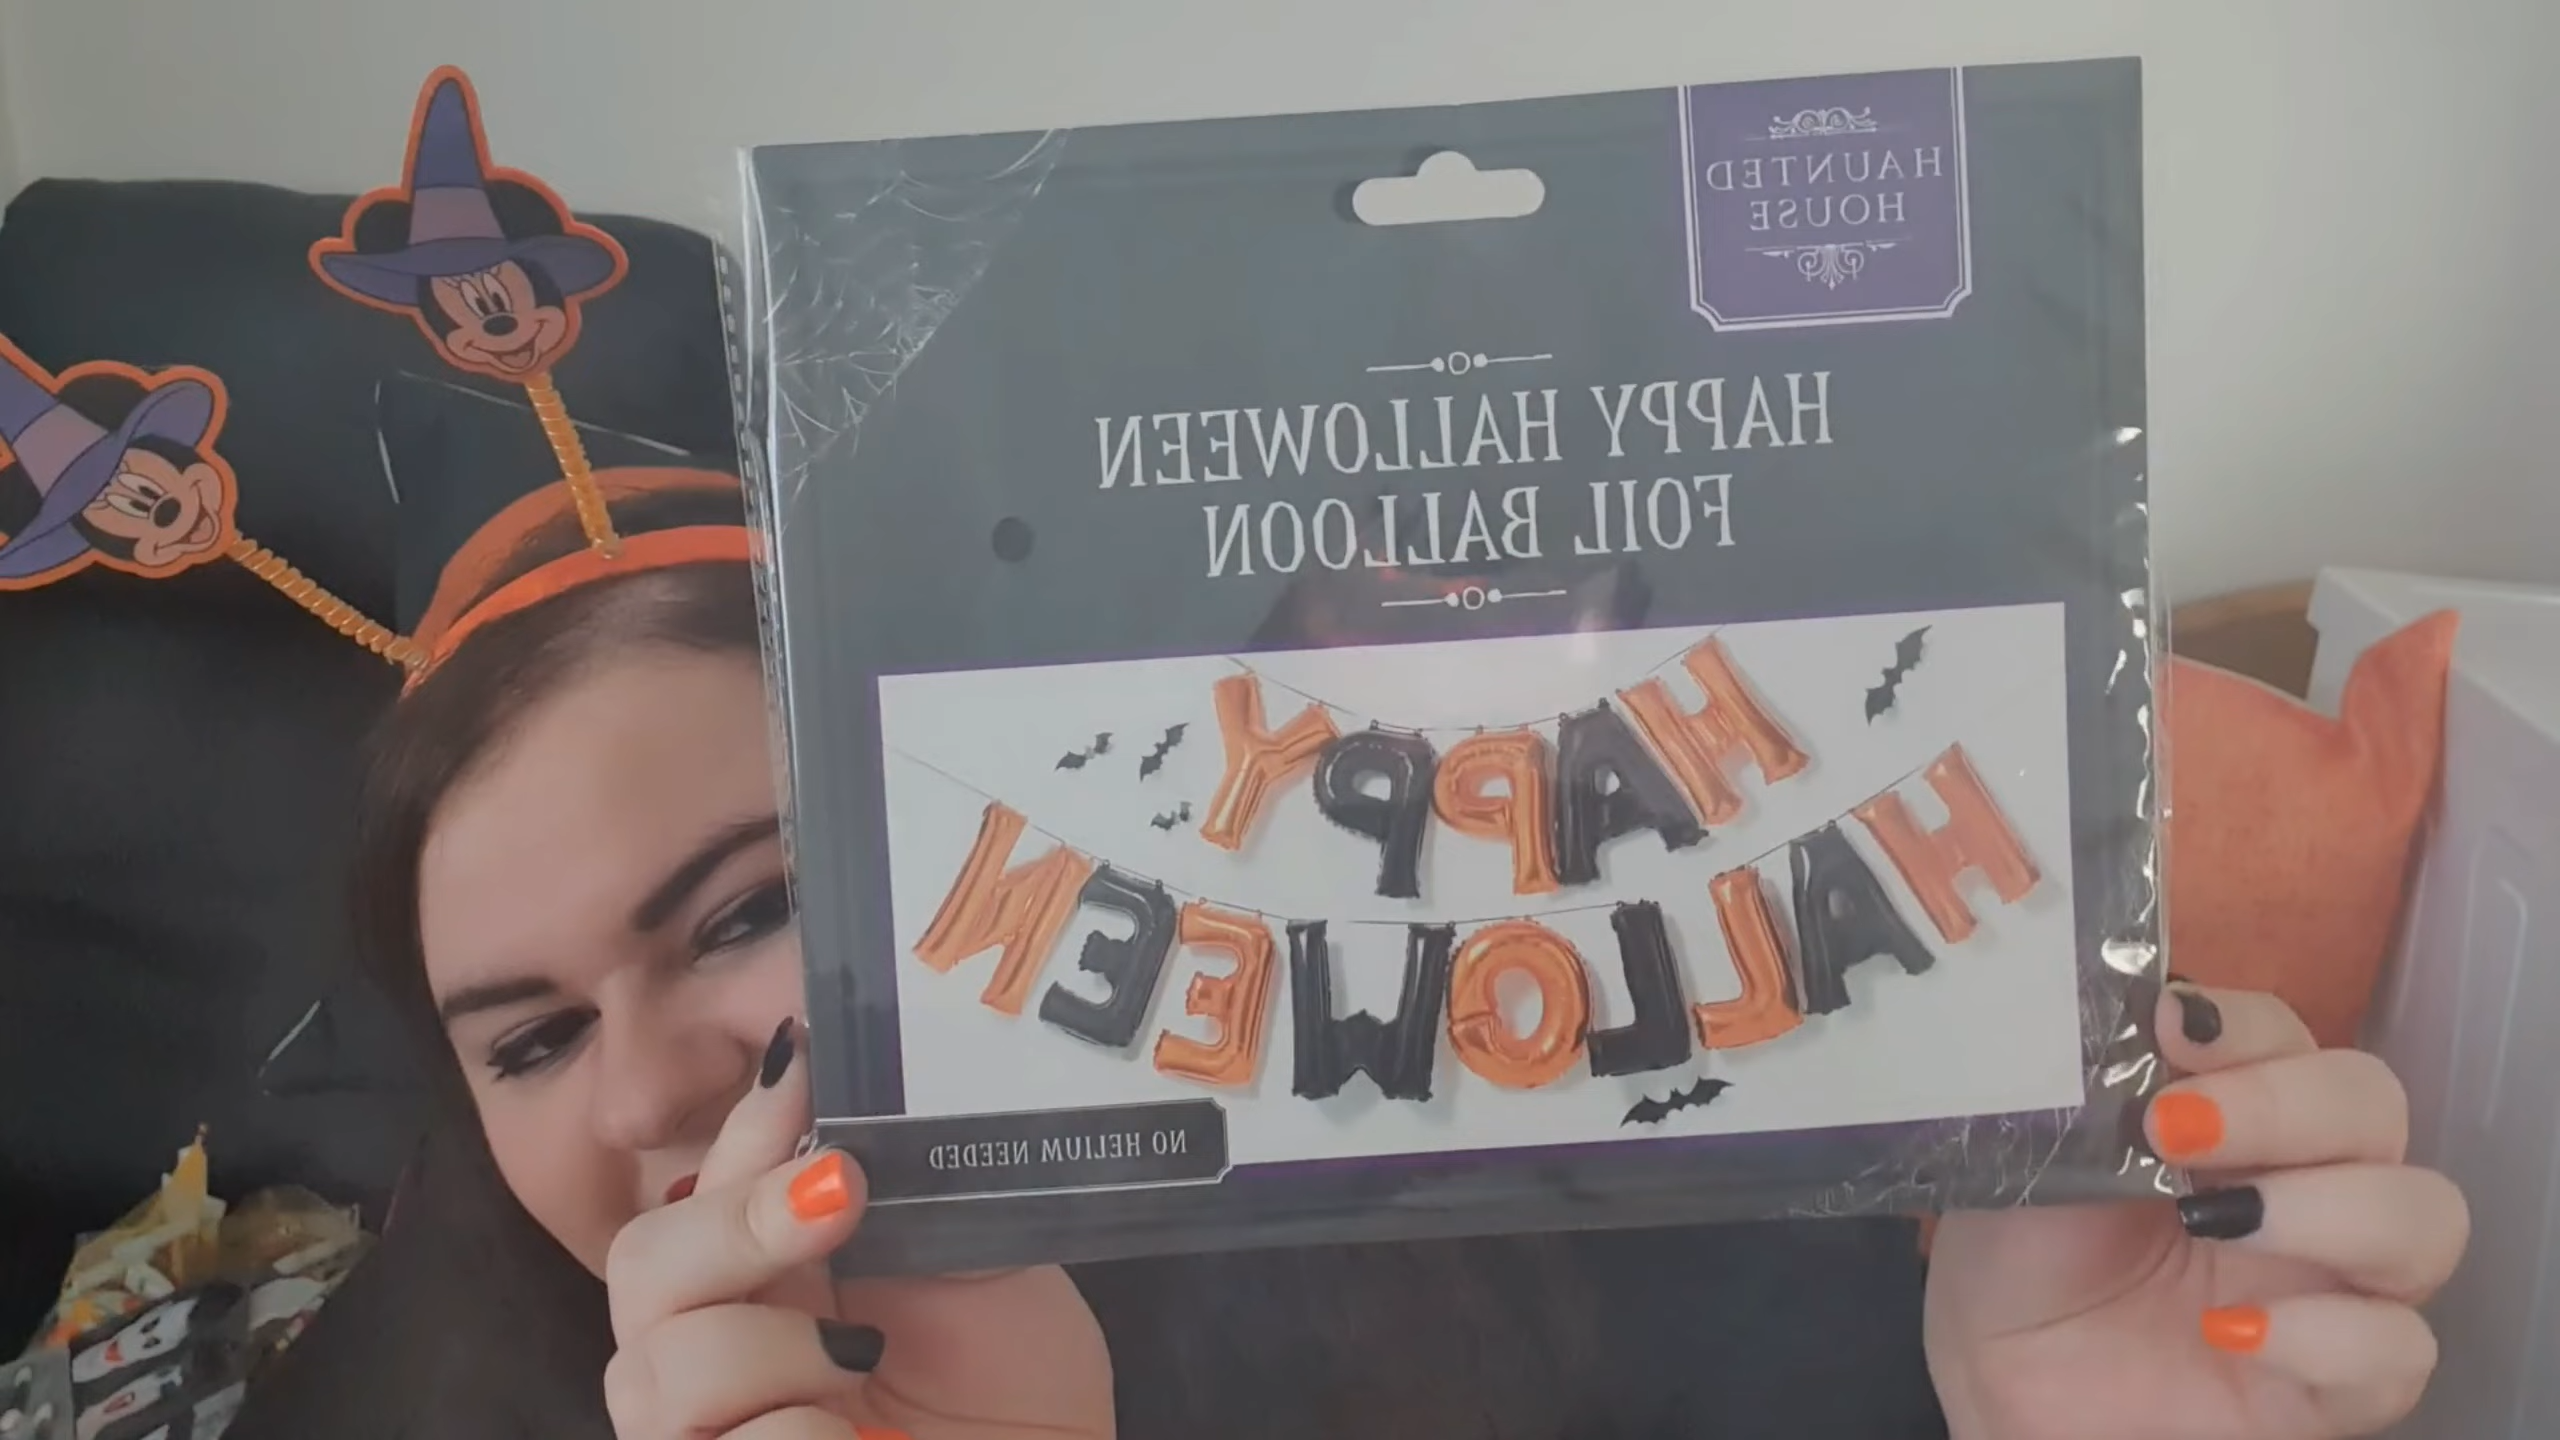 HAUNTED
HOUSE
HAPPY HALLOWEEN
FOIL BALLOON
HAPPY
HALLOWEEN
NO HELIUM NEEDED